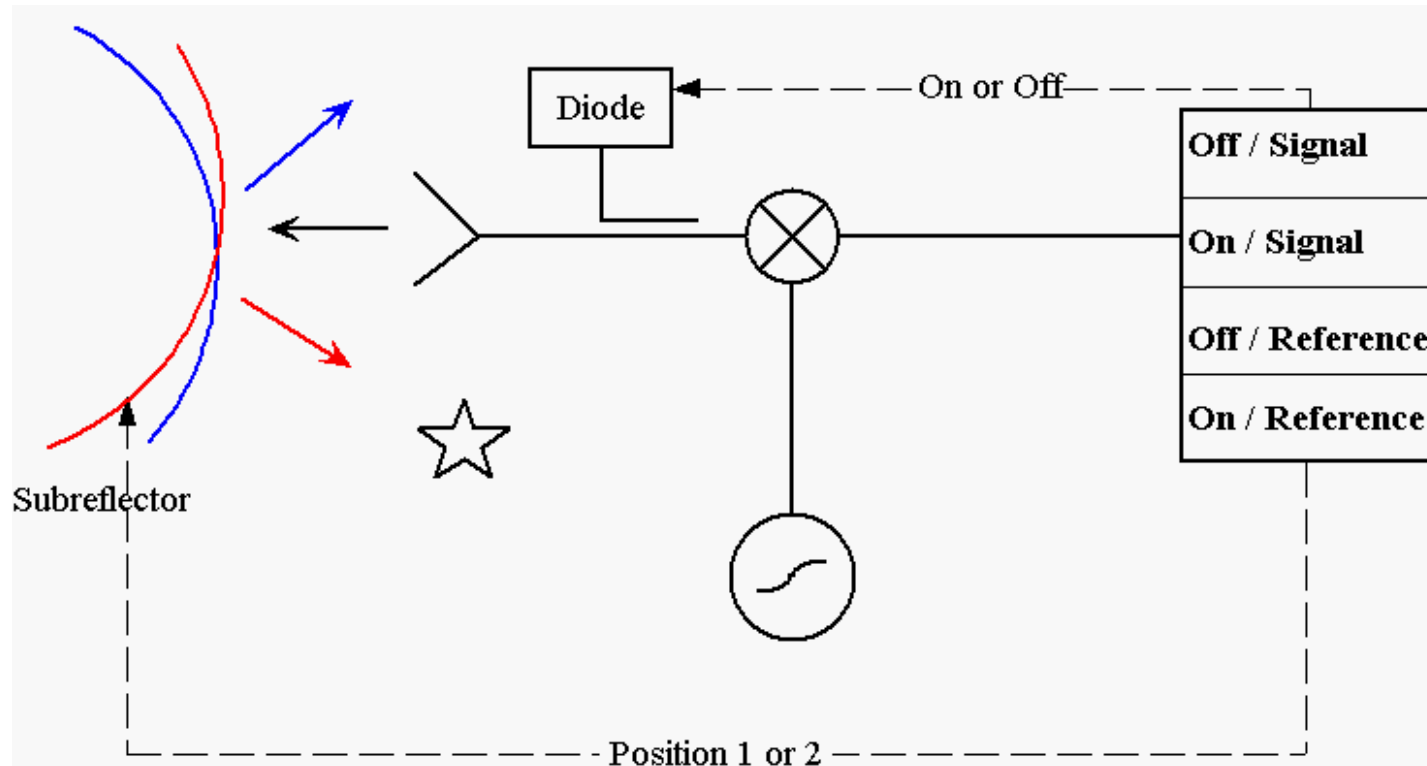 Diode
On or Off
Off / Signal
On / Signal
Off / Reference
On / Reference
Subreflector
Position 1 or 2